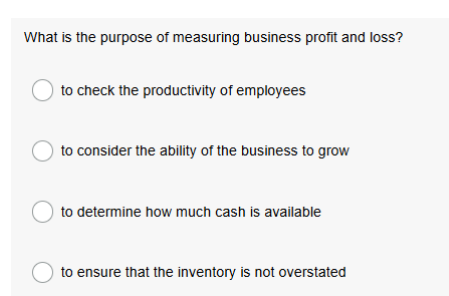 What is the purpose of measuring business profit and loss?
to check the productivity of employees
to consider the ability of the business to grow
to determine how much cash is available
to ensure that the inventory is not overstated